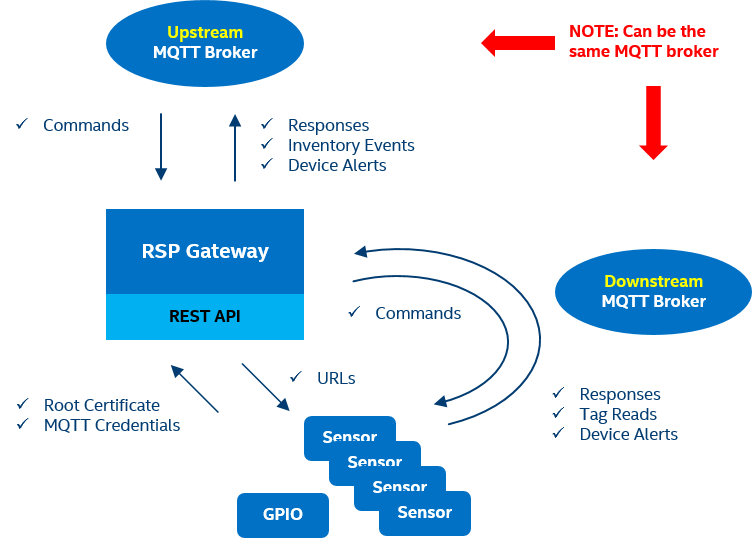 Upstream
MQTT Broker
NOTE: Can be the
same MQTT broker
✓ Commands
✓ Responses
✓ Inventory Events
✓ Device Alerts
RSP Gateway
REST API
Downstream
MQTT Broker
✓ Commands
✓ URLs
✓ Root Certificate
✓ MQTT Credentials
✓ Responses
✓ Tag Reads
✓ Device Alerts
Sensor
Sensor
Sensor
Sensor
GPIO